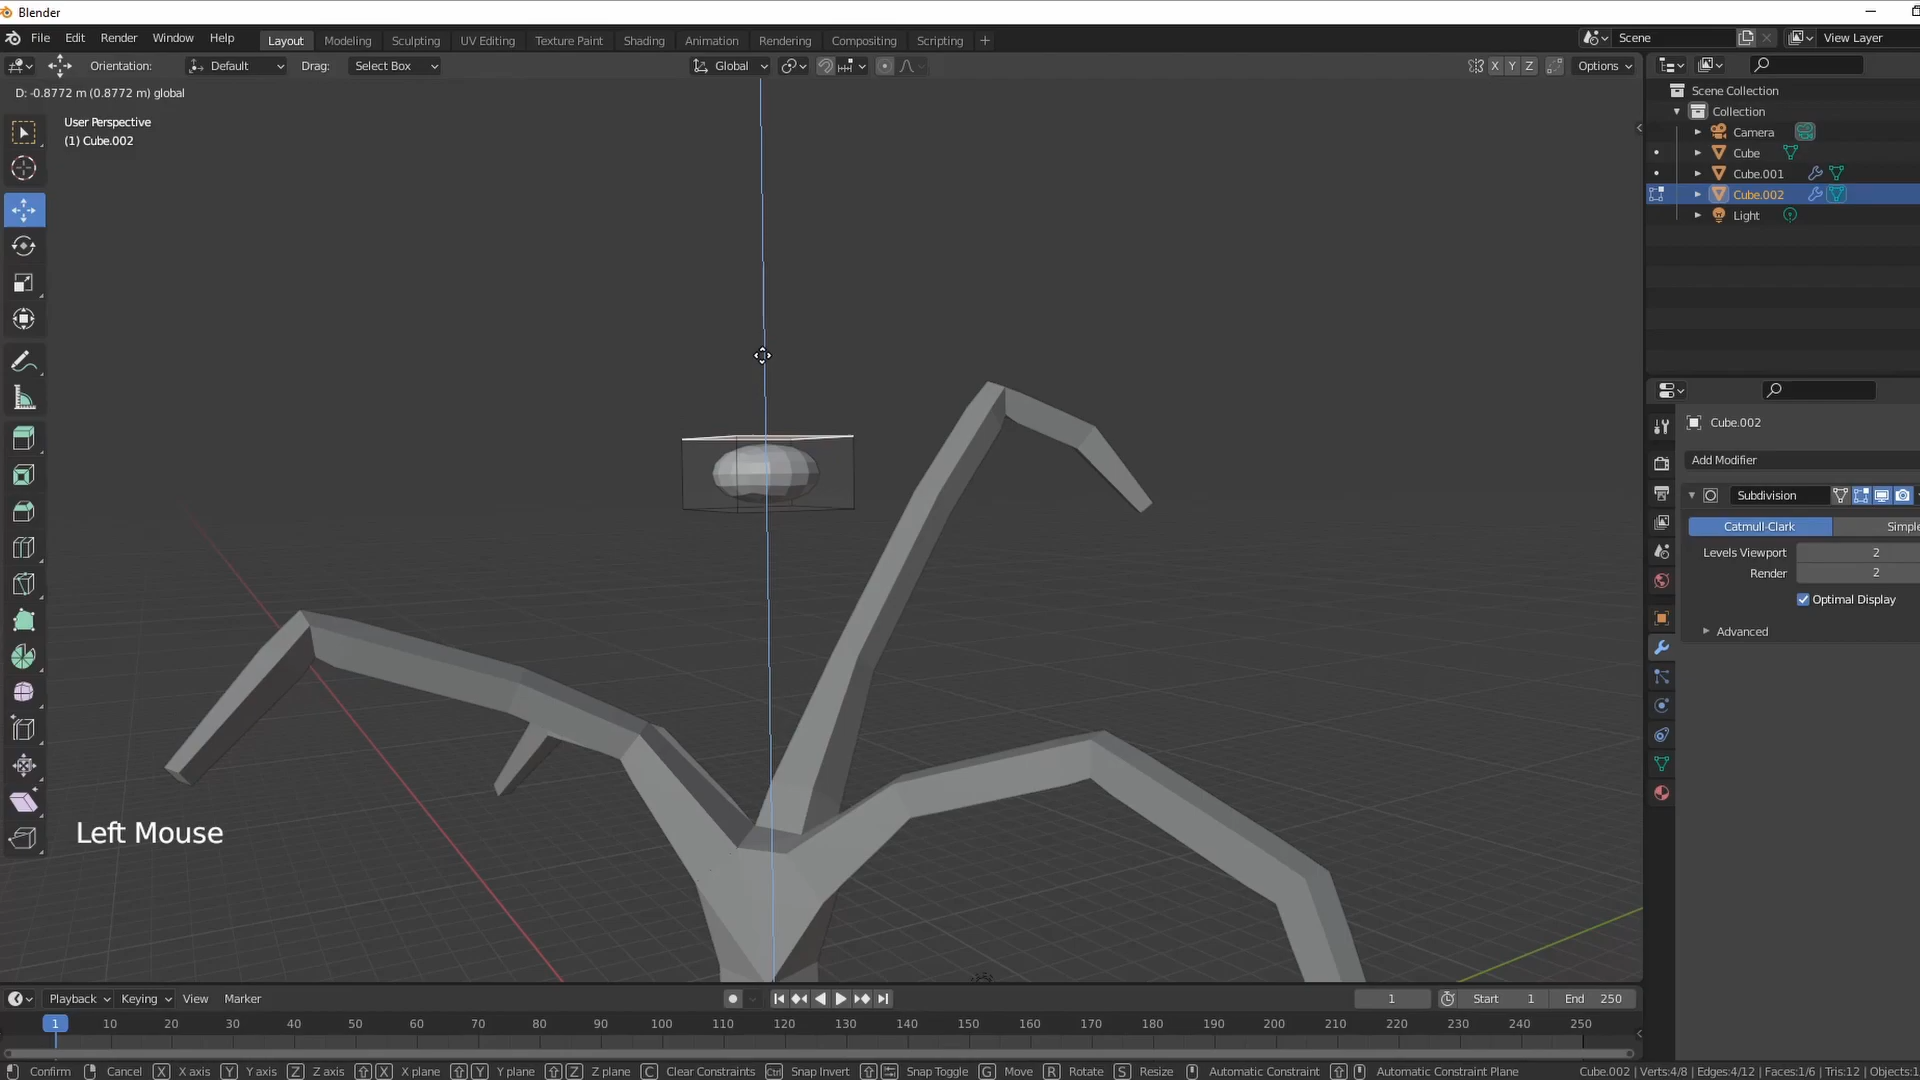 Blender
File Edit Render Window Help Layout Modeling Sculpting UV Editing Texture Paint Shading Animation Rendering Compositing Scripting + Scene View Layer
Orientation: Default Drag: Select Box Global X Y Z Options
D: -0.8772 m (0.8772 m) global
User Perspective
(1) Cube.002
Scene Collection
Collection
Camera
Cube
Cube.001
Cube.002
Light
Cube.002
Add Modifier
Subdivision
Catmull-Clark Simple
Levels Viewport 2
Render 2
Optimal Display
Advanced
Left Mouse
Playback Keying View Marker 1 Start 1 End 250
1 10 20 30 40 50 60 70 80 90 100 110 120 130 140 150 160 170 180 190 200 210 220 230 240 250
Confirm Cancel X X axis Y Y axis Z Z axis X X plane Y Y plane Z Z plane C Clear Constraints Ctrl Snap Invert Snap Toggle G Move R Rotate S Resize Automatic Constraint Automatic Constraint Plane Cube.002 | Verts:4/8 | Edges:4/12 | Faces:1/6 | Tris:12 | Objects:1